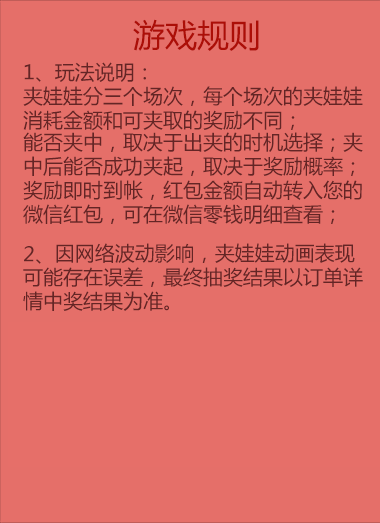 游戏规则
1、玩法说明：
夹娃娃分三个场次，每个场次的夹娃娃
消耗金额和可夹取的奖励不同；
能否夹中，取决于出夹的时机选择；夹
中后能否成功夹起，取决于奖励概率；
奖励即时到帐，红包金额自动转入您的
微信红包，可在微信零钱明细查看；
2、因网络波动影响，夹娃娃动画表现
可能存在误差，最终抽奖结果以订单详
情中奖结果为准。